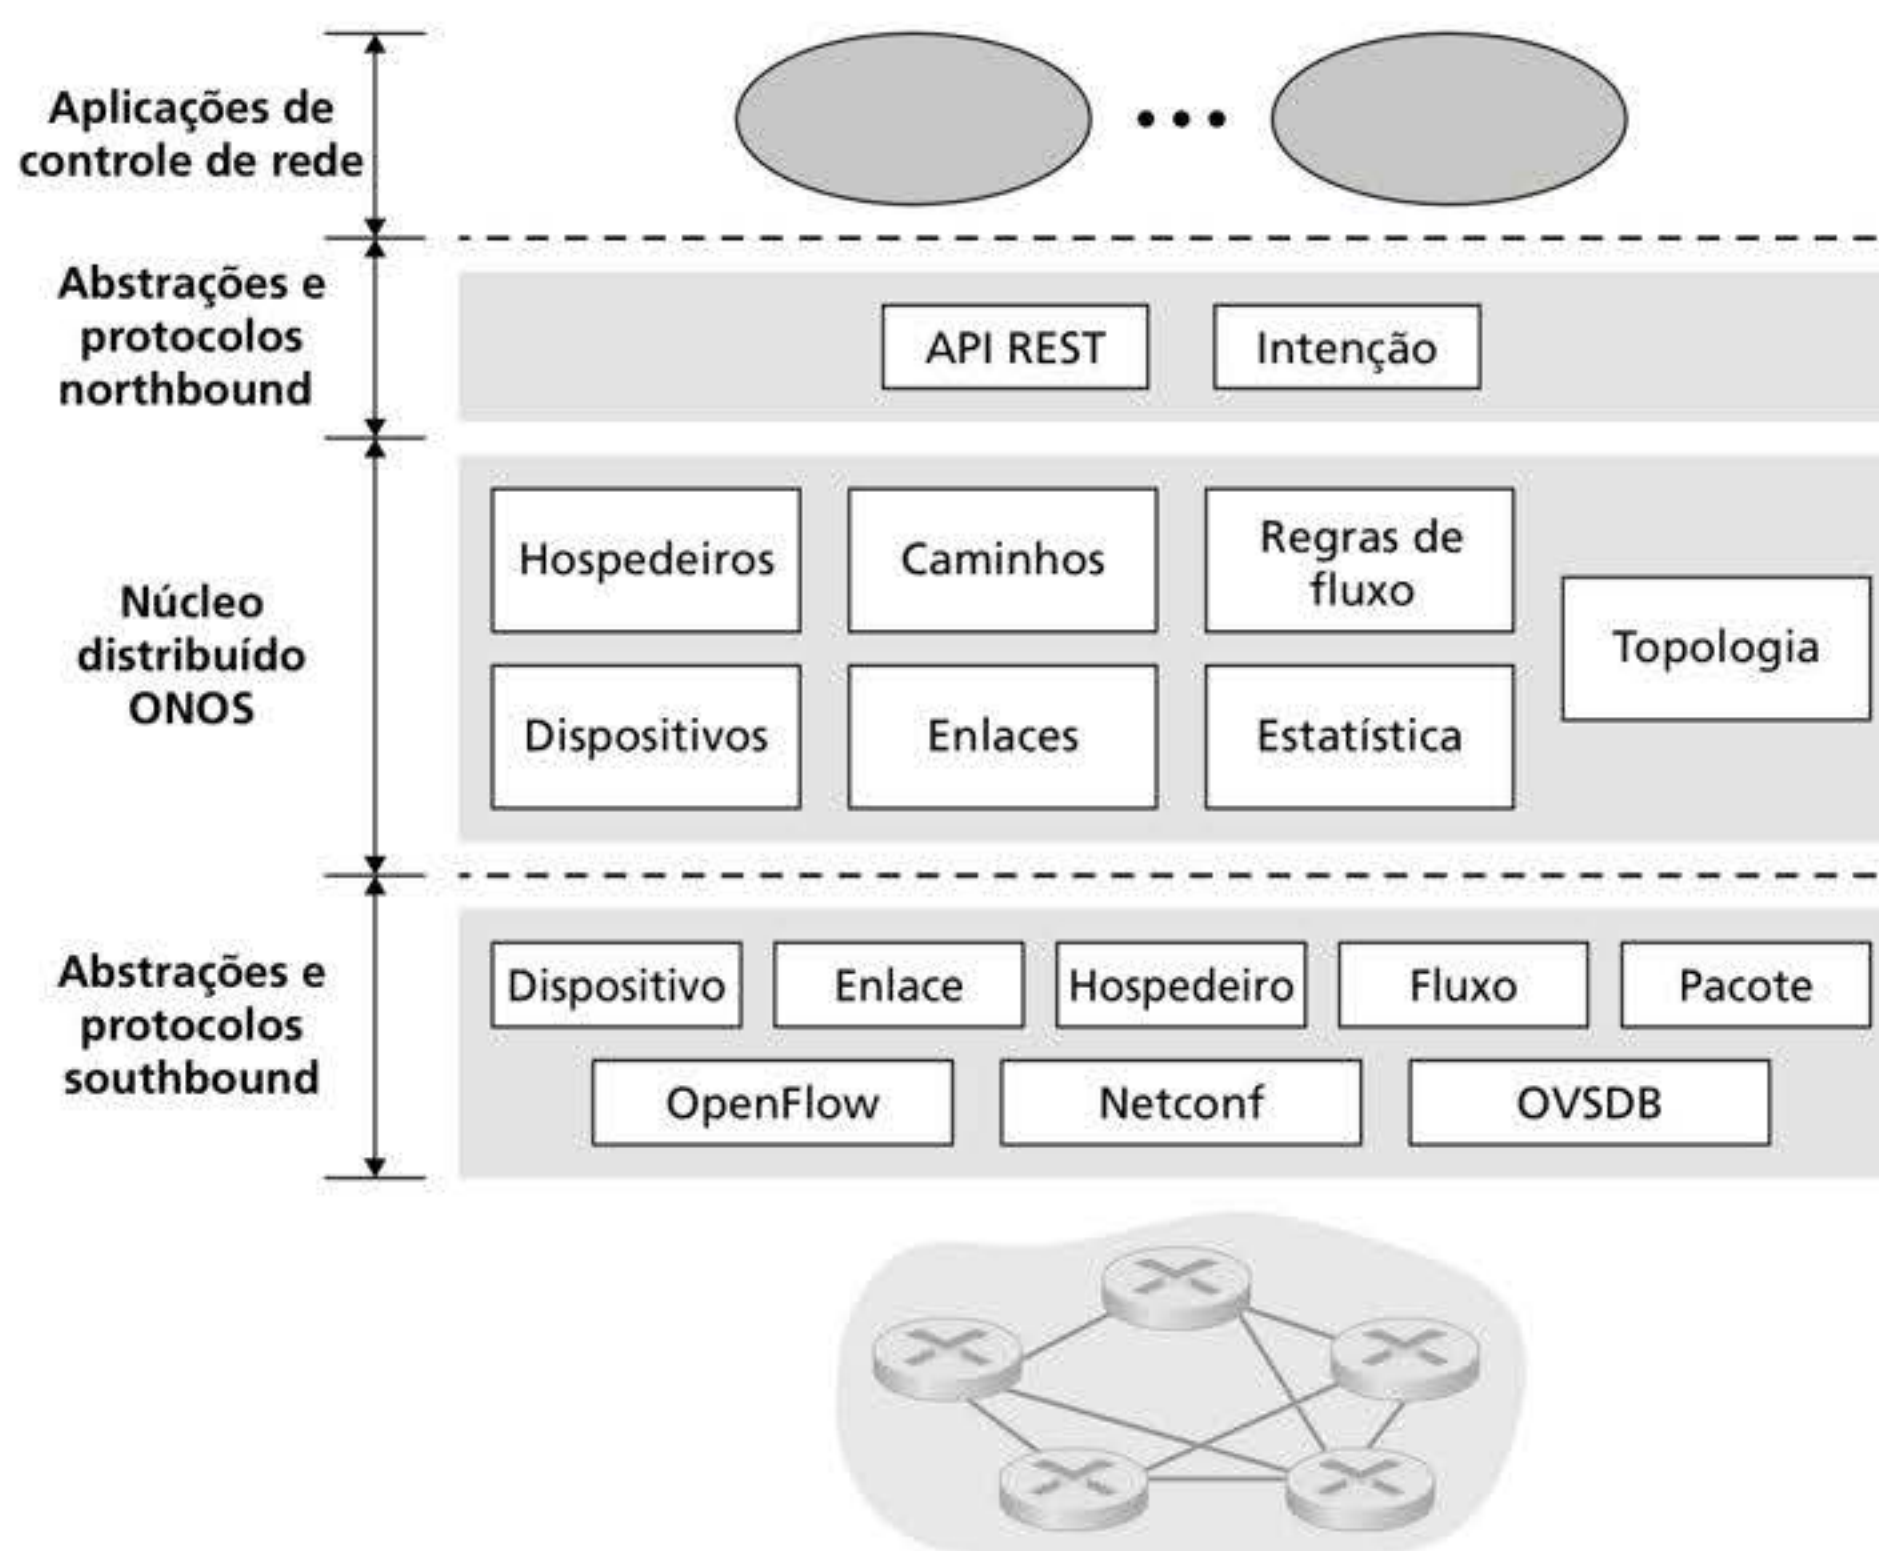 Aplicações de
controle de rede
Abstrações e
protocolos
northbound
API REST
Intenção
Núcleo
distribuído
ONOS
Hospedeiros
Caminhos
Regras de
fluxo
Topologia
Dispositivos
Enlaces
Estatística
Abstrações e
protocolos
southbound
Dispositivo
Enlace
Hospedeiro
Fluxo
Pacote
OpenFlow
Netconf
OVSDB